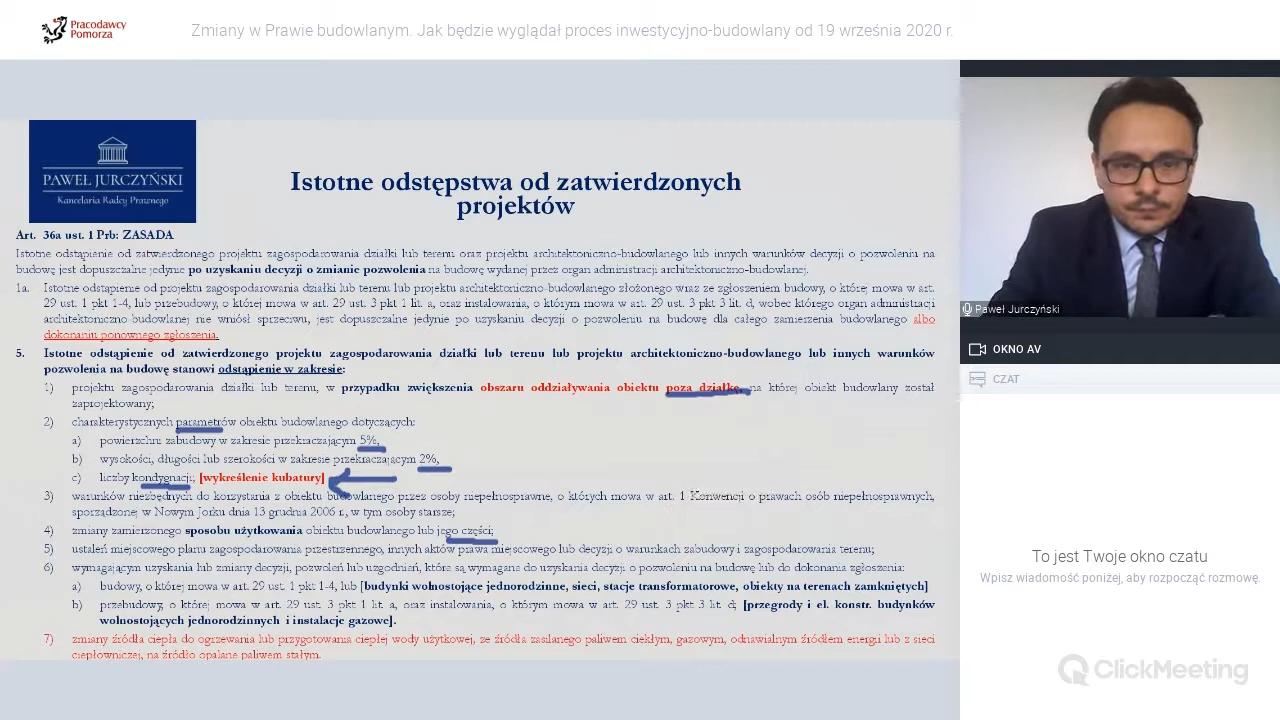 Pracodawcy
Pomorza
Zmiany w Prawie budowlanym. Jak będzie wyglądał proces inwestycyjno-budowlany od 19 września 2020 r.
PAWEŁ JURCZYŃSKI
Kancelaria Radcy Prawnego
Istotne odstępstwa od zatwierdzonych
projektów
Art. 36a ust. 1 Prb: ZASADA
Istotne odstąpienie od zatwierdzonego projektu zagospodarowania działki lub terenu oraz projektu architektoniczno-budowlanego lub innych warunków decyzji o pozwoleniu na
budowę jest dopuszczalne jedynie po uzyskaniu decyzji o zmianie pozwolenia na budowę wydanej przez organ administracji architektoniczno-budowlanej.
1a. Istotne odstąpienie od projektu zagospodarowania działki lub terenu lub projektu architektoniczno-budowlanego złożonego wraz ze zgłoszeniem budowy, o której mowa w art.
29 ust. 1 pkt 1-4, lub przebudowy, o której mowa w art. 29 ust. 3 pkt 1 lit. a, oraz instalowania, o którym mowa w art. 29 ust. 3 pkt 3 lit. d, wobec którego organ administracji
architektoniczno-budowlanej nie wniósł sprzeciwu, jest dopuszczalne jedynie po uzyskaniu decyzji o pozwoleniu na budowę dla całego zamierzenia budowlanego albo
dokonaniu ponownego zgłoszenia.
5. Istotne odstąpienie od zatwierdzonego projektu zagospodarowania działki lub terenu lub projektu architektoniczno-budowlanego lub innych warunków
pozwolenia na budowę stanowi odstąpienie w zakresie:
1) projektu zagospodarowania działki lub terenu, w przypadku zwiększenia obszaru oddziaływania obiektu poza działkę, na której obiekt budowlany został
zaprojektowany;
2) charakterystycznych parametrów obiektu budowlanego dotyczących:
a) powierzchni zabudowy w zakresie przekraczającym 5%,
b) wysokości, długości lub szerokości w zakresie przekraczającym 2%,
c) liczby kondygnacji; [wykreślenie kubatury]
3) warunków niezbędnych do korzystania z obiektu budowlanego przez osoby niepełnosprawne, o których mowa w art. 1 Konwencji o prawach osób niepełnosprawnych,
sporządzonej w Nowym Jorku dnia 13 grudnia 2006 r., w tym osoby starsze;
4) zmiany zamierzonego sposobu użytkowania obiektu budowlanego lub jego części;
5) ustaleń miejscowego planu zagospodarowania przestrzennego, innych aktów prawa miejscowego lub decyzji o warunkach zabudowy i zagospodarowania terenu;
6) wymagającym uzyskania lub zmiany decyzji, pozwoleń lub uzgodnień, które są wymagane do uzyskania decyzji o pozwoleniu na budowę lub do dokonania zgłoszenia:
a) budowy, o której mowa w art. 29 ust. 1 pkt 1-4, lub [budynki wolnostojące jednorodzinne, sieci, stacje transformatorowe, obiekty na terenach zamkniętych]
b) przebudowy, o której mowa w art. 29 ust. 3 pkt 1 lit. a, oraz instalowania, o którym mowa w art. 29 ust. 3 pkt 3 lit. d; [przegrody i el. konstr. budynków
wolnostojących jednorodzinnych i instalacje gazowe].
7) zmiany źródła ciepła do ogrzewania lub przygotowania ciepłej wody użytkowej, ze źródła zasilanego paliwem ciekłym, gazowym, odnawialnym źródłem energii lub z sieci
ciepłowniczej, na źródło opalane paliwem stałym.
Paweł Jurczyński
OKNO AV
CZAT
To jest Twoje okno czatu
Wpisz wiadomość poniżej, aby rozpocząć rozmowę.
ClickMeeting